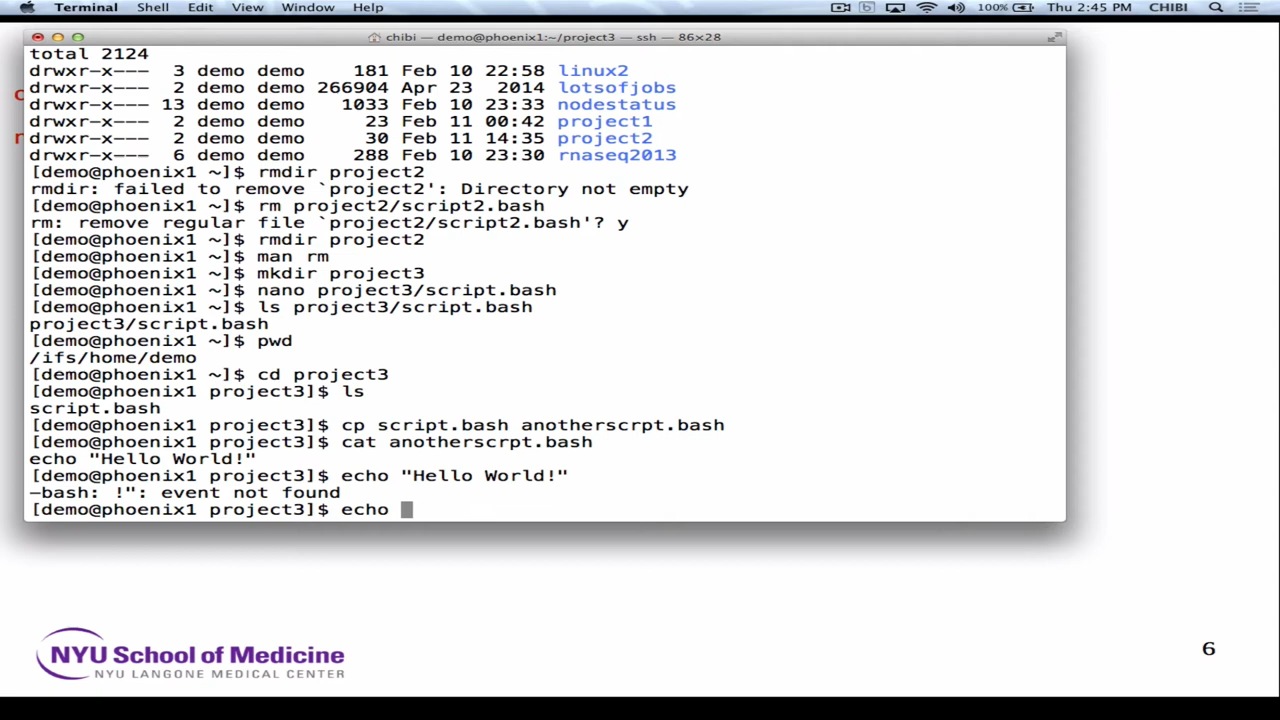 Terminal Shell Edit View Window Help 100% Thu 2:45 PM CHIBI
chibi — demo@phoenix1:~/project3 — ssh — 86×28
total 2124
drwxr-x--- 3 demo demo 181 Feb 10 22:58 linux2
drwxr-x--- 2 demo demo 266904 Apr 23 2014 lotsofjobs
drwxr-x--- 13 demo demo 1033 Feb 10 23:33 nodestatus
drwxr-x--- 2 demo demo 23 Feb 11 00:42 project1
drwxr-x--- 2 demo demo 30 Feb 11 14:35 project2
drwxr-x--- 6 demo demo 288 Feb 10 23:30 rnaseq2013
[demo@phoenix1 ~]$ rmdir project2
rmdir: failed to remove `project2': Directory not empty
[demo@phoenix1 ~]$ rm project2/script2.bash
rm: remove regular file `project2/script2.bash'? y
[demo@phoenix1 ~]$ rmdir project2
[demo@phoenix1 ~]$ man rm
[demo@phoenix1 ~]$ mkdir project3
[demo@phoenix1 ~]$ nano project3/script.bash
[demo@phoenix1 ~]$ ls project3/script.bash
project3/script.bash
[demo@phoenix1 ~]$ pwd
/ifs/home/demo
[demo@phoenix1 ~]$ cd project3
[demo@phoenix1 project3]$ ls
script.bash
[demo@phoenix1 project3]$ cp script.bash anotherscrpt.bash
[demo@phoenix1 project3]$ cat anotherscrpt.bash
echo "Hello World!"
[demo@phoenix1 project3]$ echo "Hello World!"
-bash: !": event not found
[demo@phoenix1 project3]$ echo
NYU School of Medicine
NYU LANGONE MEDICAL CENTER
6